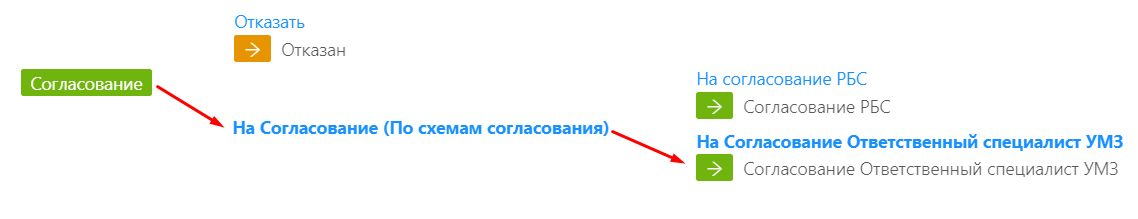 Отказать
Отказан
Согласование
На Согласование (По схемам согласования)
На согласование РБС
Согласование РБС
На Согласование Ответственный специалист УМЗ
Согласование Ответственный специалист УМЗ